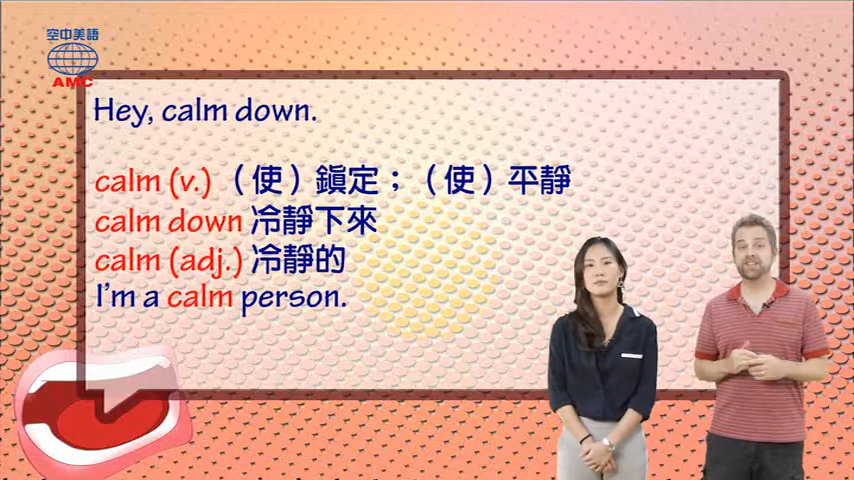 空中美語
AMC
Hey, calm down.
calm (v.) （使）鎮定；（使）平靜
calm down 冷靜下來
calm (adj.) 冷靜的
I'm a calm person.